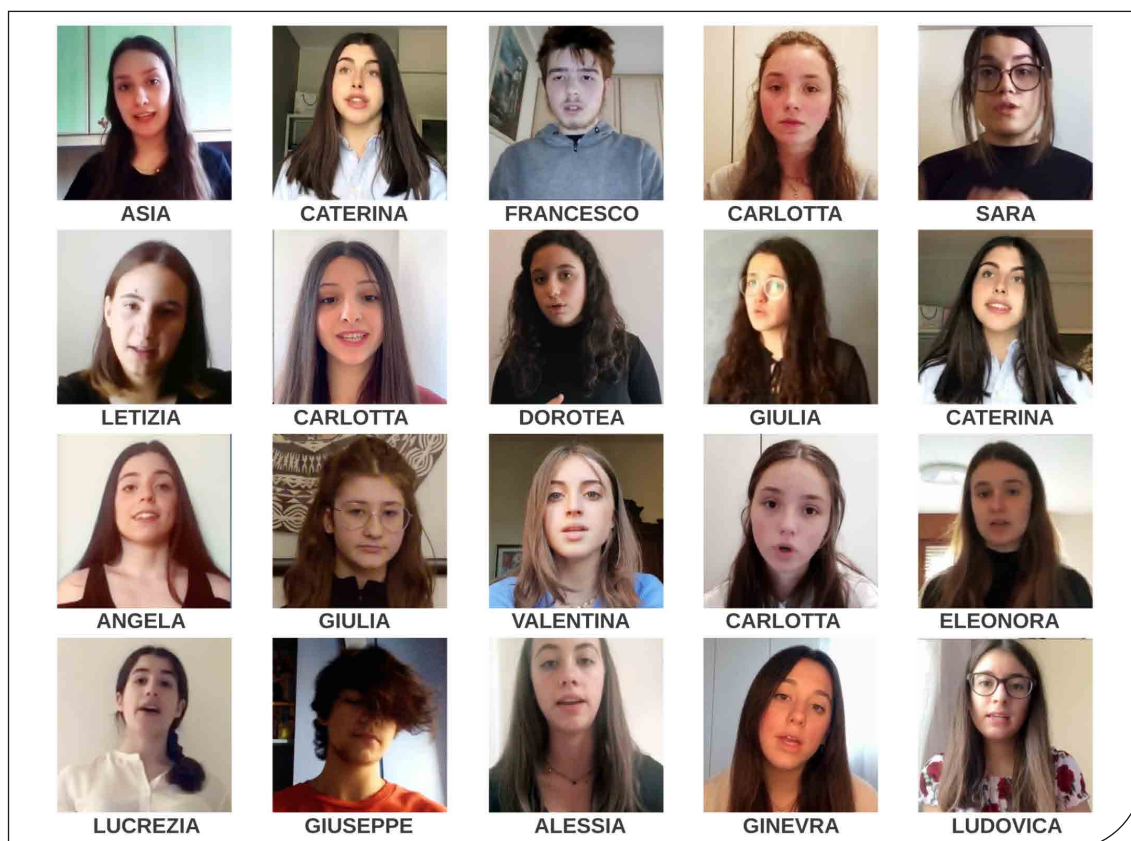 ASIA CATERINA FRANCESCO CARLOTTA SARA
LETIZIA CARLOTTA DOROTEA GIULIA CATERINA
ANGELA GIULIA VALENTINA CARLOTTA ELEONORA
LUCREZIA GIUSEPPE ALESSIA GINEVRA LUDOVICA